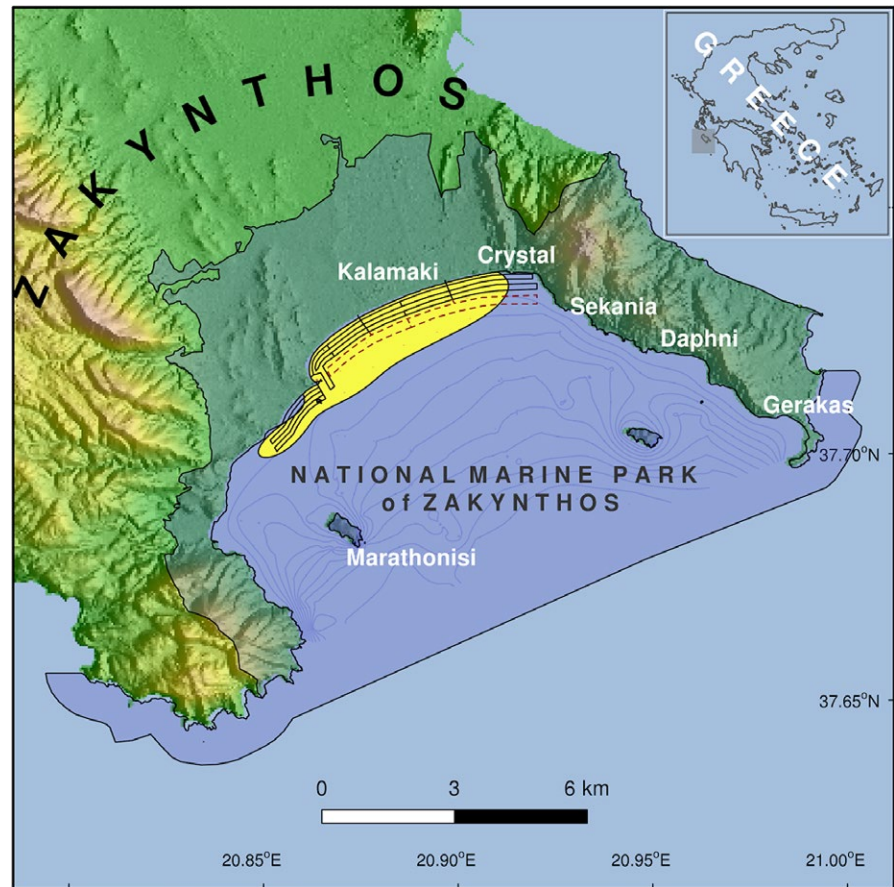 GREECE
ZAKYNTHOS
Crystal
Kalamaki
Sekania
Daphni
Gerakas
37.70°N
NATIONAL MARINE PARK
of ZAKYNTHOS
Marathonisi
37.65°N
0 3 6 km
20.85°E 20.90°E 20.95°E 21.00°E